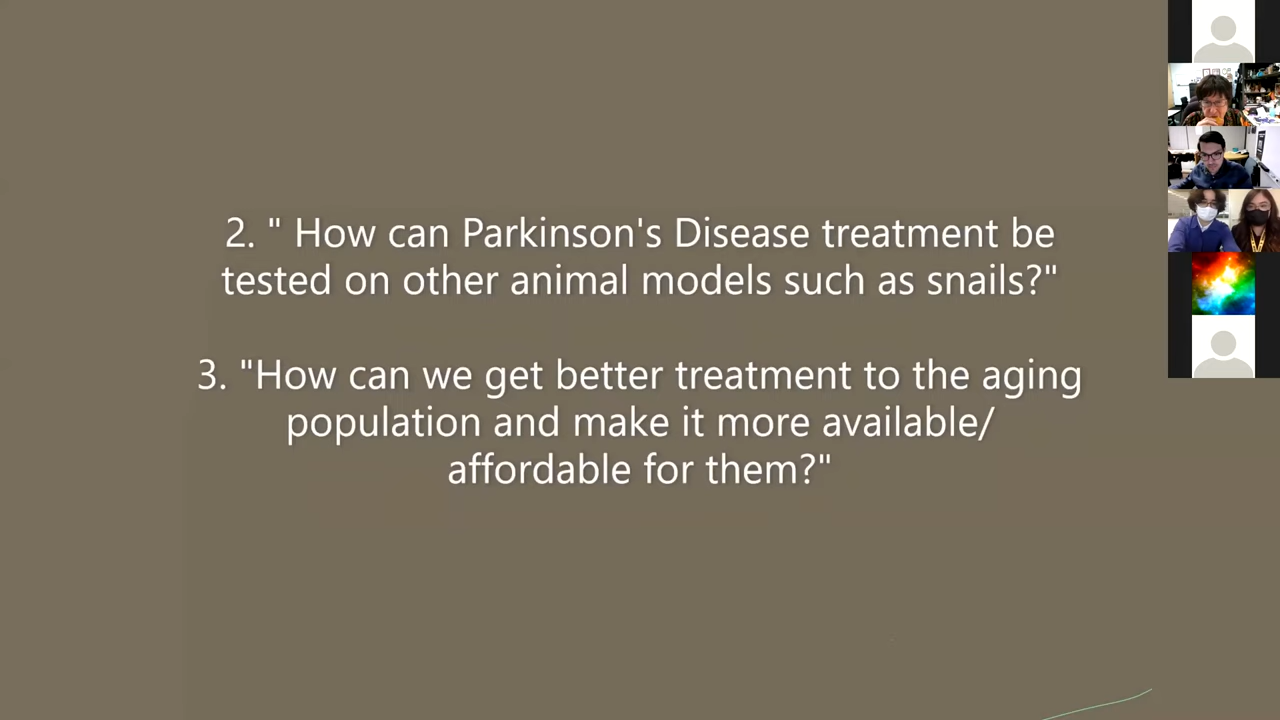 2. " How can Parkinson's Disease treatment be
tested on other animal models such as snails?"
3. "How can we get better treatment to the aging
population and make it more available/
affordable for them?"